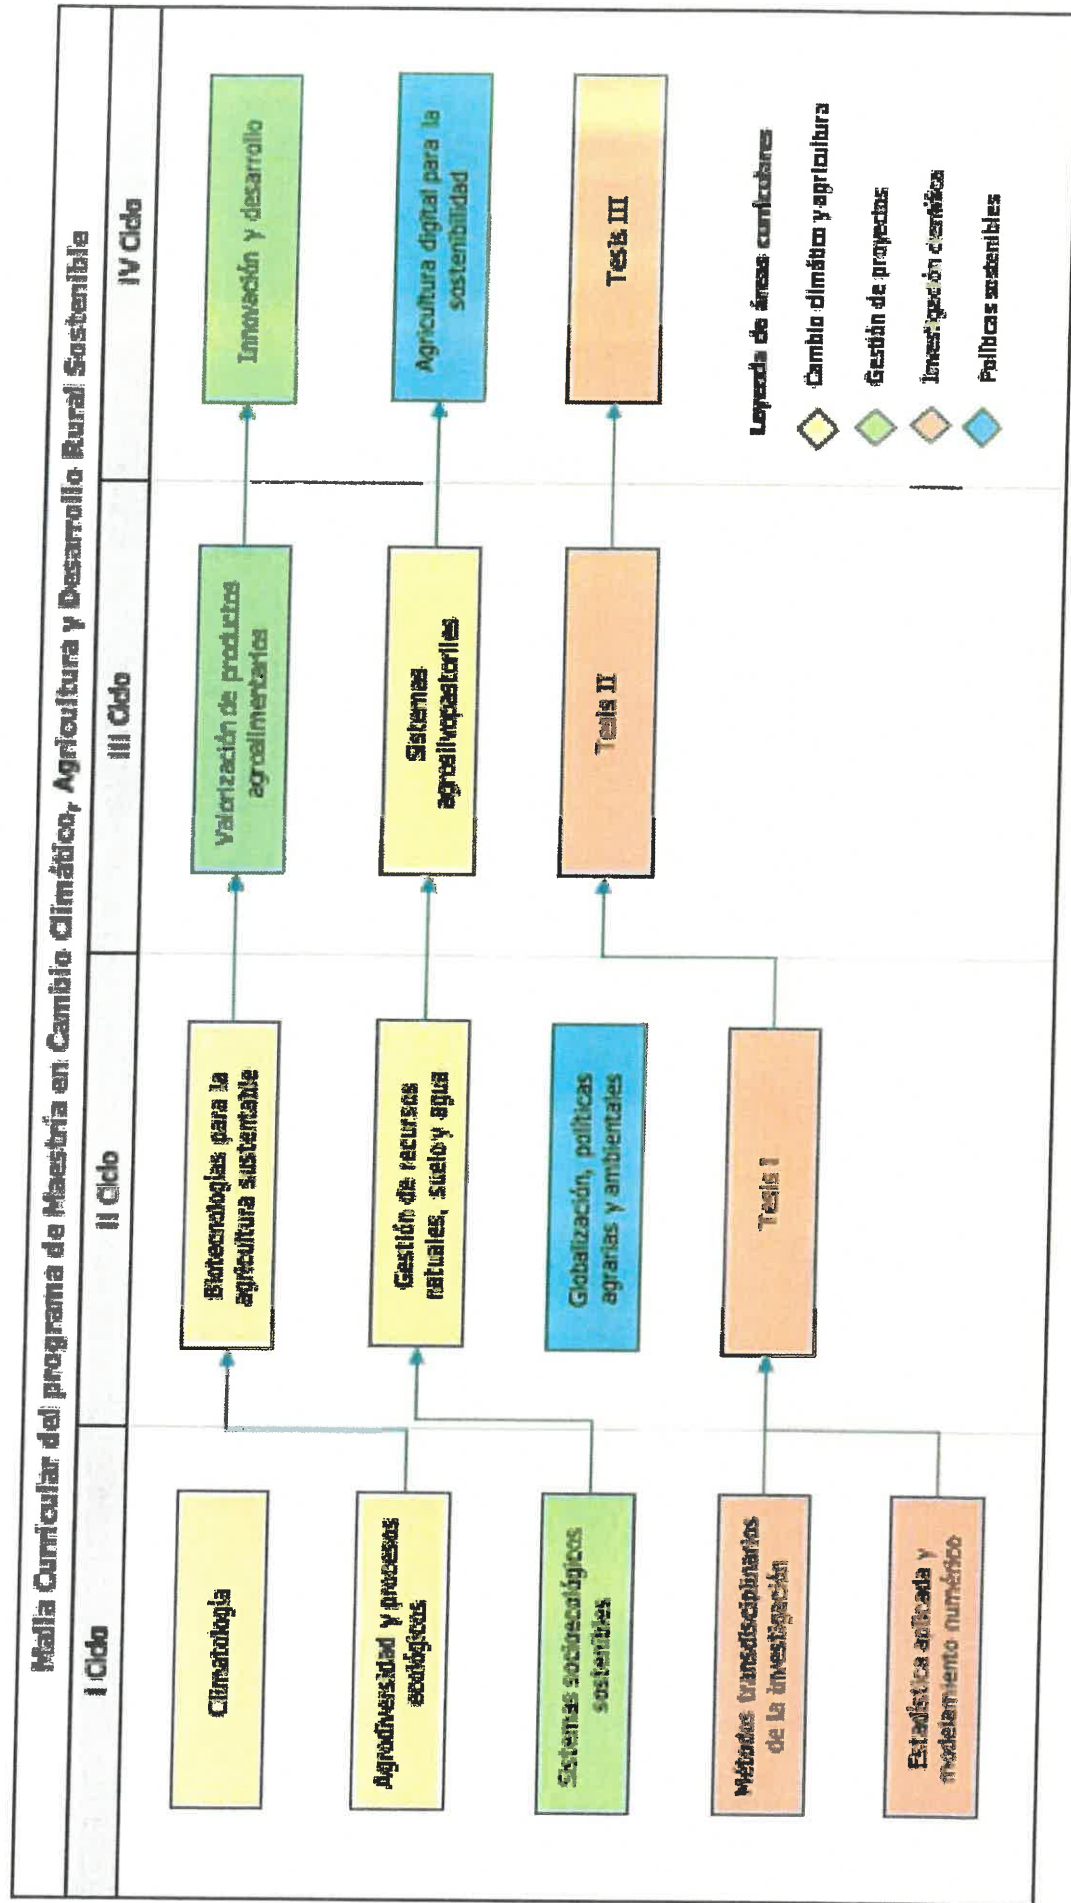 Malla Curricular del programa de Maestría en Cambio Climático, Agricultura y Desarrollo Rural Sostenible
I Ciclo
II Ciclo
III Ciclo
IV Ciclo
Climatología
Agrodiversidad y procesos
ecológicos
Sistemas socioecológicos
sostenibles
Métodos transdisciplinarios
de la investigación
Estadística aplicada y
modelamiento numérico
Biotecnologías para la
agricultura sustentable
Gestión de recursos
natuales, suelo y agua
Globalización, políticas
agrarias y ambientales
Tesis I
Valorización de productos
agroalimentarios
Sistemas
agrosilvopastoriles
Tesis II
Innovación y desarrollo
Agricultura digital para la
sostenibilidad
Tesis III
Leyenda de áreas curriculares
Cambio climático y agricultura
Gestión de proyectos
Investigación científica
Políticas sostenibles